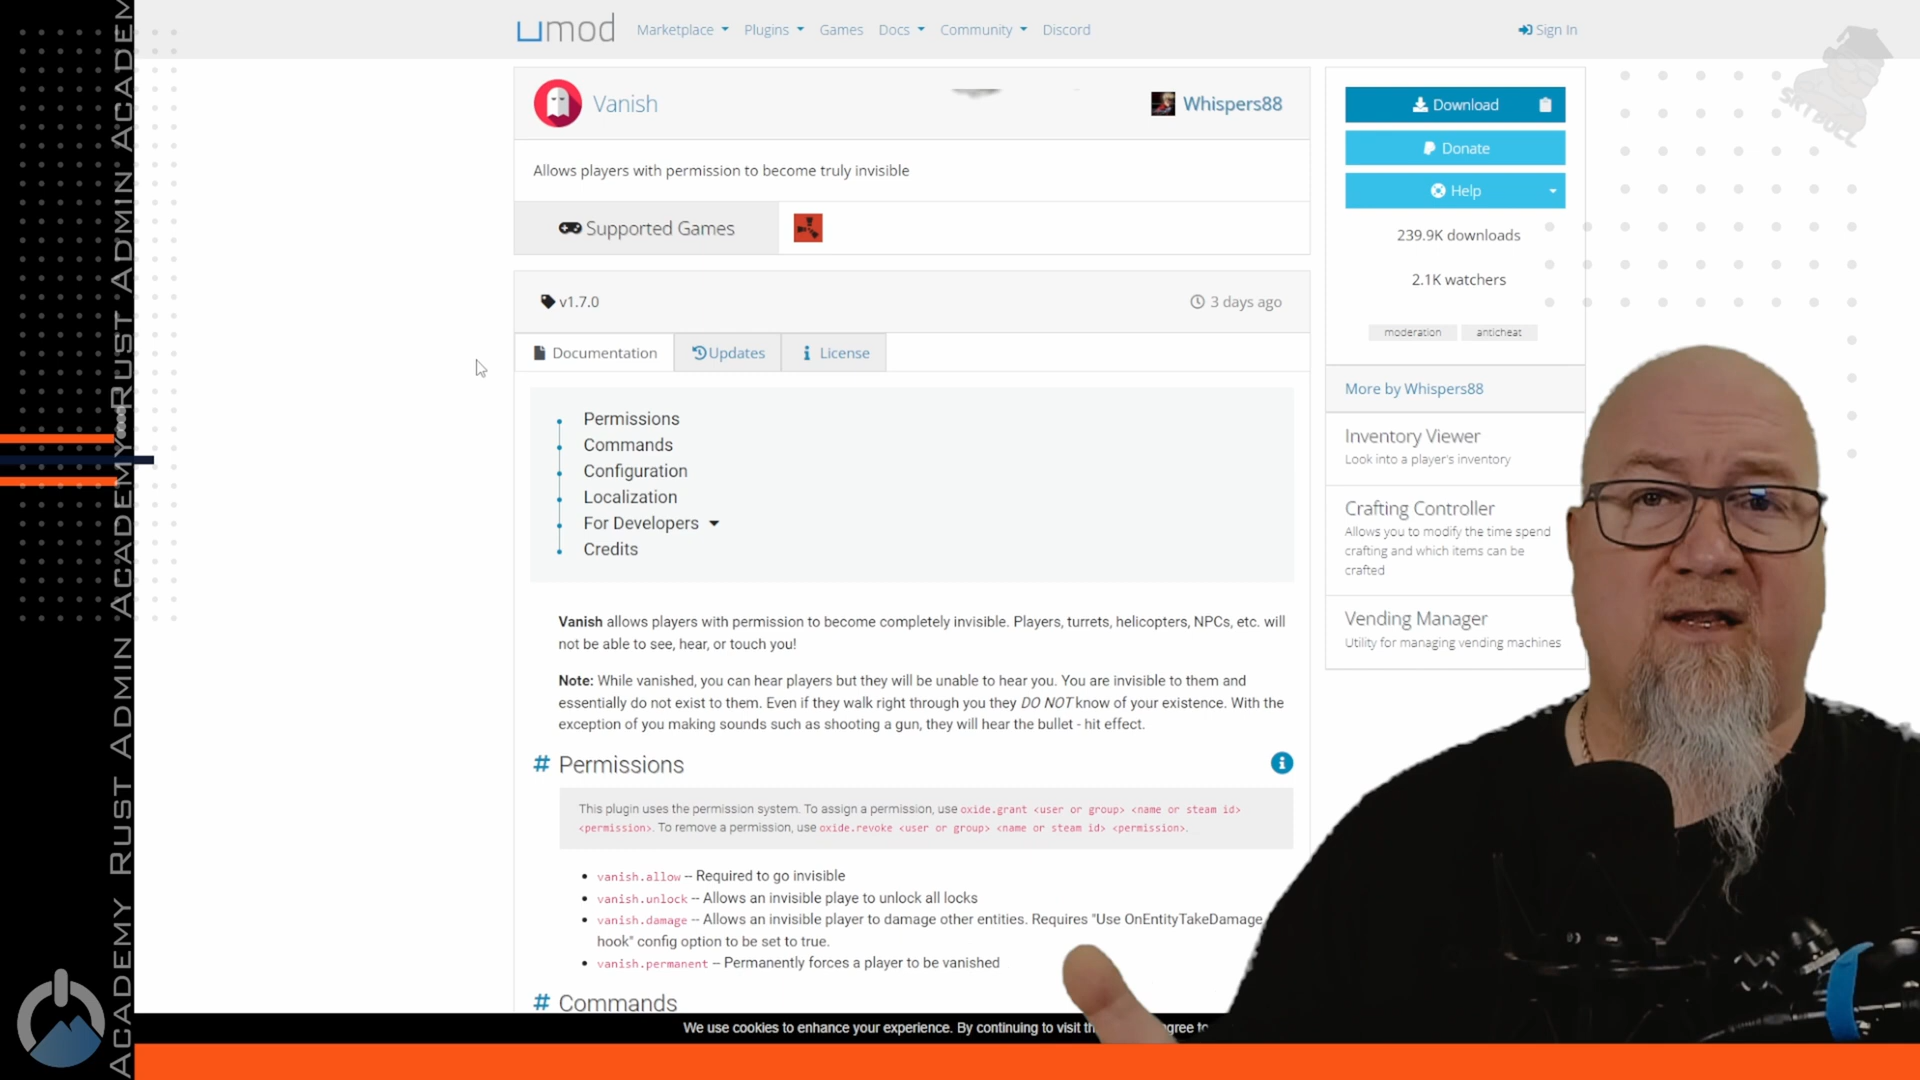 umod Marketplace Plugins Games Docs Community Discord Sign In
Vanish
Whispers88
Allows players with permission to become truly invisible
Supported Games
v1.7.0
3 days ago
Documentation Updates License
Permissions
Commands
Configuration
Localization
For Developers
Credits
Vanish allows players with permission to become completely invisible. Players, turrets, helicopters, NPCs, etc. will
not be able to see, hear, or touch you!
Note: While vanished, you can hear players but they will be unable to hear you. You are invisible to them and
essentially do not exist to them. Even if they walk right through you they DO NOT know of your existence. With the
exception of you making sounds such as shooting a gun, they will hear the bullet - hit effect.
# Permissions
This plugin uses the permission system. To assign a permission, use oxide.grant <user or group> <name or steam id>
<permission>. To remove a permission, use oxide.revoke <user or group> <name or steam id> <permission>.
vanish.allow -- Required to go invisible
vanish.unlock -- Allows an invisible playe to unlock all locks
vanish.damage -- Allows an invisible player to damage other entities. Requires "Use OnEntityTakeDamage
hook" config option to be set to true.
vanish.permanent -- Permanently forces a player to be vanished
# Commands
We use cookies to enhance your experience. By continuing to visit
Download
Donate
Help
239.9K downloads
2.1K watchers
moderation anticheat
More by Whispers88
Inventory Viewer
Look into a player's inventory
Crafting Controller
Allows you to modify the time spend
crafting and which items can be
crafted
Vending Manager
Utility for managing vending machines
SKYBUCK
ACADEMY RUST ADMIN ACADEMY RUST ADMIN ACADEM